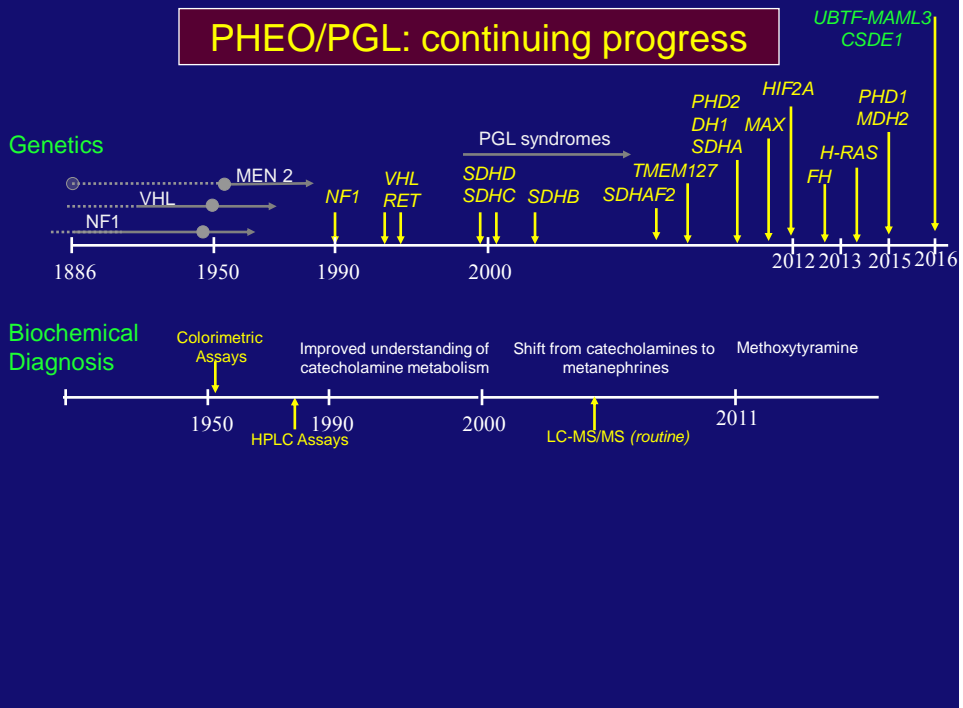 PHEO/PGL: continuing progress
UBTF-MAML3
CSDE1
Genetics
MEN 2
VHL
NF1
PGL syndromes
NF1
VHL
RET
SDHD
SDHC
SDHB
SDHAF2
TMEM127
PHD2
DH1
SDHA
MAX
HIF2A
FH
H-RAS
PHD1
MDH2
1886
1950
1990
2000
2012
2013
2015
2016
Biochemical
Diagnosis
Colorimetric
Assays
Improved understanding of
catecholamine metabolism
Shift from catecholamines to
metanephrines
Methoxytyramine
1950
1990
2000
2011
HPLC Assays
LC-MS/MS (routine)